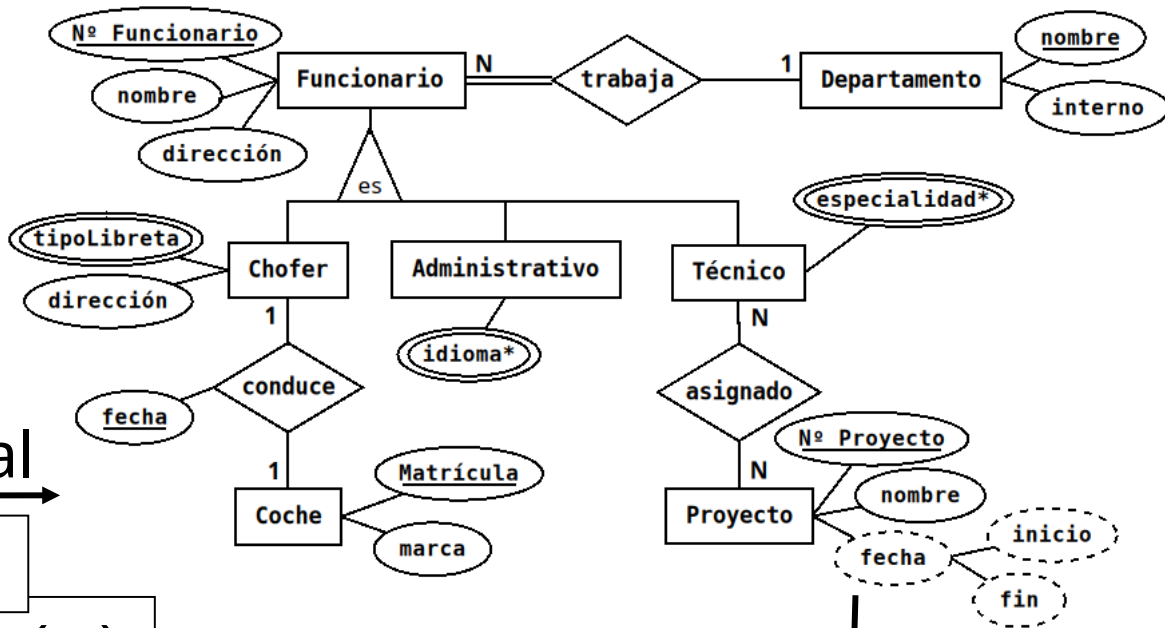 Nº Funcionario
nombre
dirección
Funcionario
N
trabaja
1
Departamento
nombre
interno
es
tipoLibreta
dirección
Chofer
Administrativo
idioma*
Técnico
especialidad*
1
conduce
fecha
1
Coche
Matrícula
marca
N
asignado
N
Proyecto
Nº Proyecto
nombre
fecha
inicio
fin
al